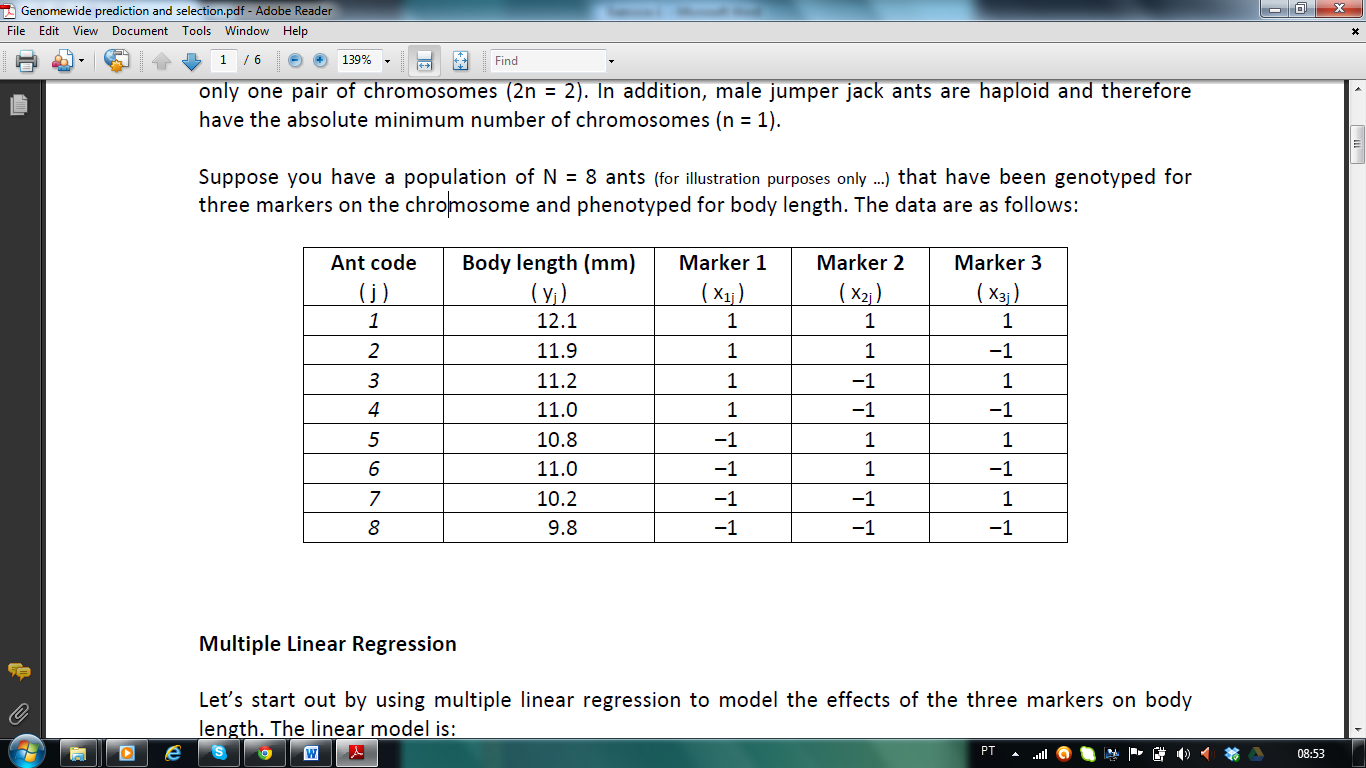 Genomewide prediction and selection.pdf - Adobe Reader
File Edit View Document Tools Window Help
1 / 6 139% Find
only one pair of chromosomes (2n = 2). In addition, male jumper jack ants are haploid and therefore
have the absolute minimum number of chromosomes (n = 1).
Suppose you have a population of N = 8 ants (for illustration purposes only ...) that have been genotyped for
three markers on the chromosome and phenotyped for body length. The data are as follows:
Ant code Body length (mm) Marker 1 Marker 2 Marker 3
( j ) ( yj ) ( x1j ) ( x2j ) ( x3j )
1 12.1 1 1 1
2 11.9 1 1 –1
3 11.2 1 –1 1
4 11.0 1 –1 –1
5 10.8 –1 1 1
6 11.0 –1 1 –1
7 10.2 –1 –1 1
8 9.8 –1 –1 –1
Multiple Linear Regression
Let’s start out by using multiple linear regression to model the effects of the three markers on body
length. The linear model is:
PT 08:53